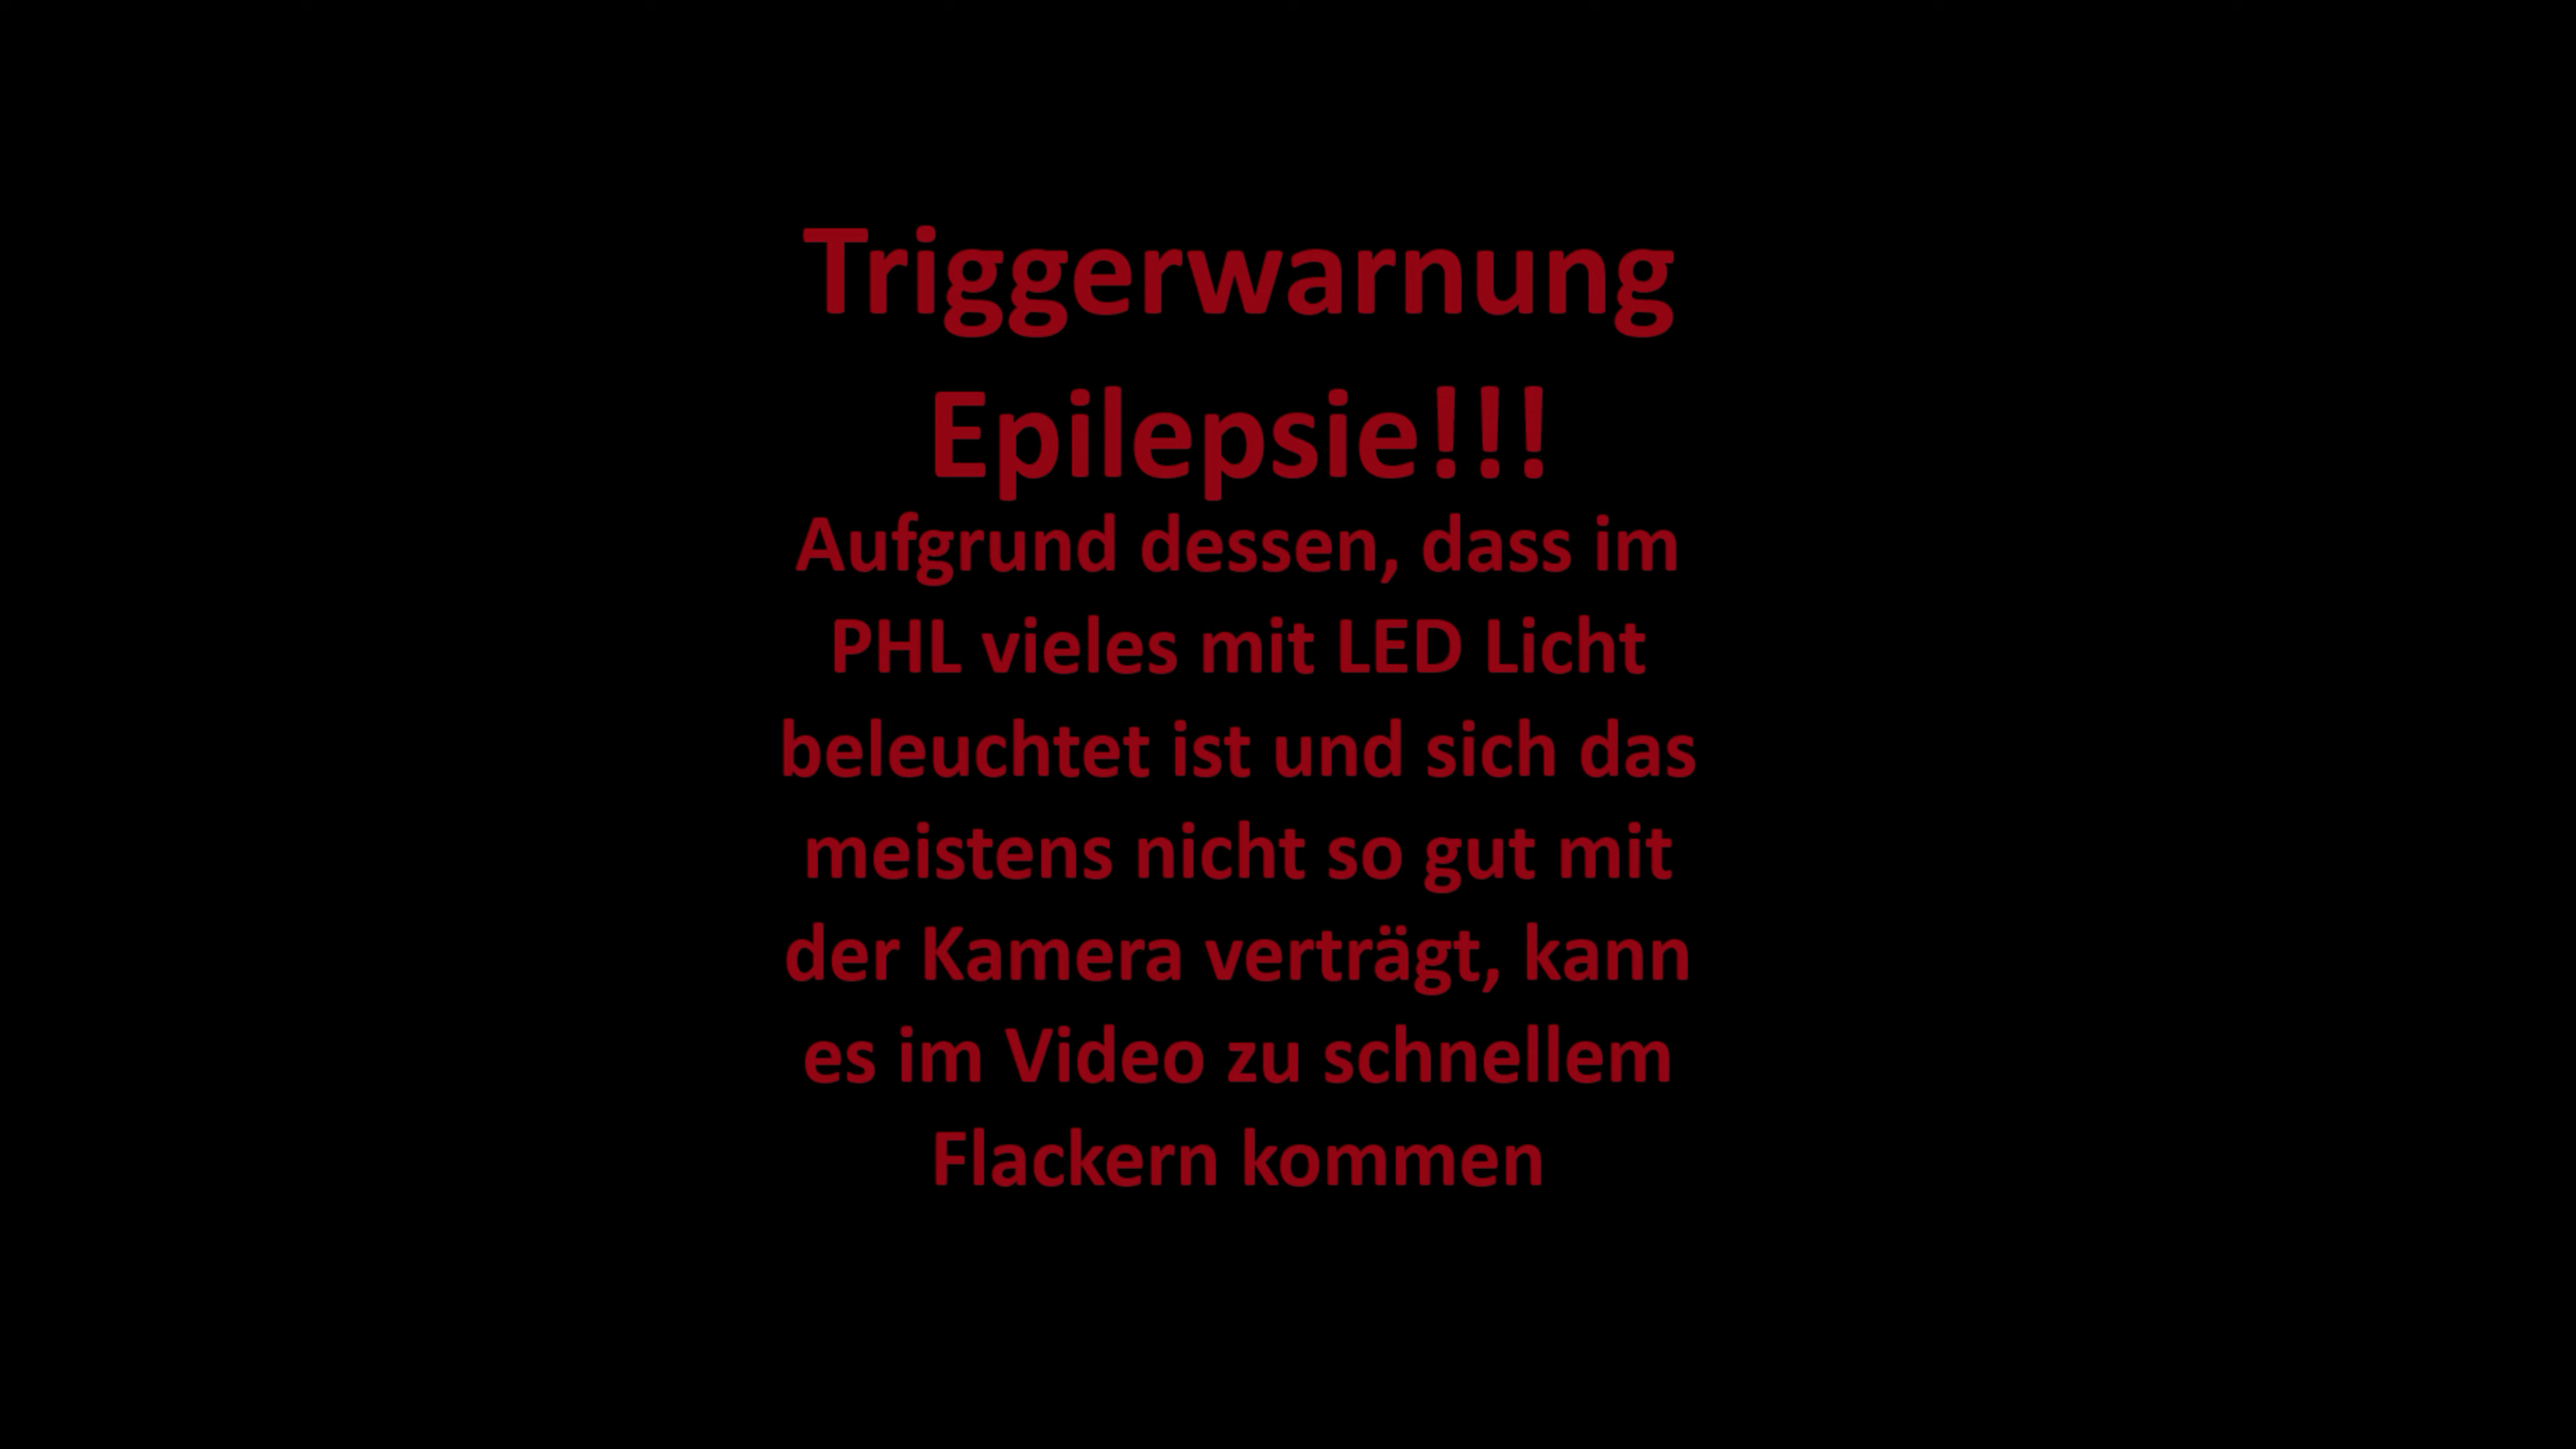 Triggerwarnung
Epilepsie!!!
Aufgrund dessen, dass im
PHL vieles mit LED Licht
beleuchtet ist und sich das
meistens nicht so gut mit
der Kamera verträgt, kann
es im Video zu schnellem
Flackern kommen